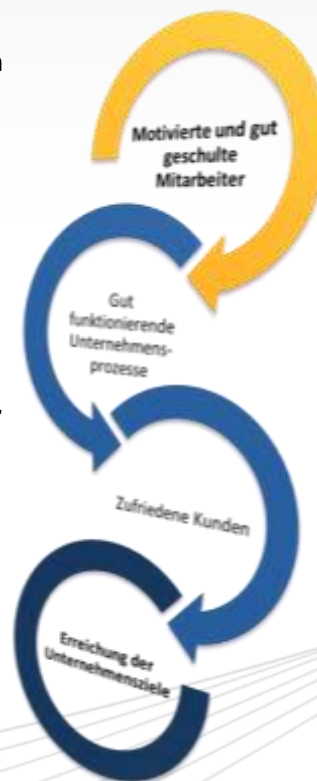 Motivierte und gut
geschulte
Mitarbeiter
Gut
funktionierende
Unternehmens-
prozesse
Zufriedene Kunden
Erreichung der
Unternehmensziele